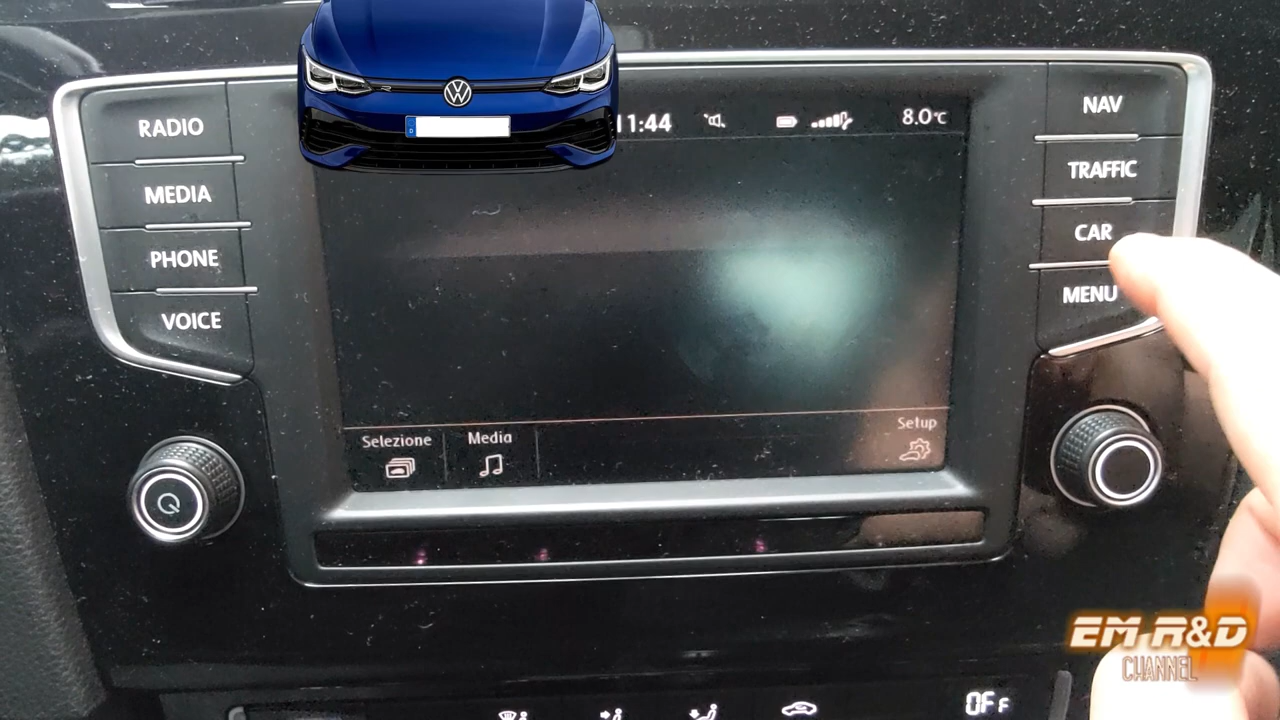 RADIO
MEDIA
PHONE
VOICE
11:44
8.0°C
NAV
TRAFFIC
CAR
MENU
Selezione
Media
Setup
OFF
EM R&D
CHANNEL